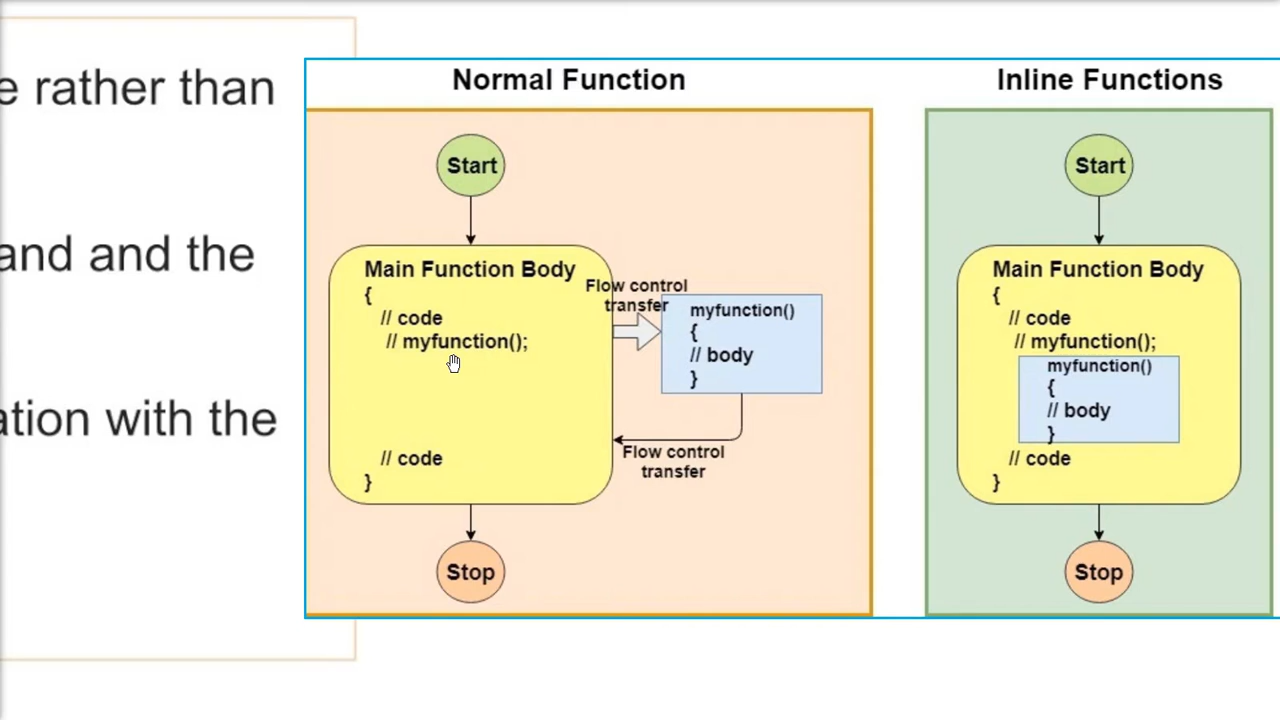 e rather than
and and the
ation with the
Normal Function
Start
Main Function Body
{
// code
// myfunction();
// code
}
Stop
Flow control
transfer
myfunction()
{
// body
}
Flow control
transfer
Inline Functions
Start
Main Function Body
{
// code
// myfunction();
myfunction()
{
// body
}
// code
}
Stop